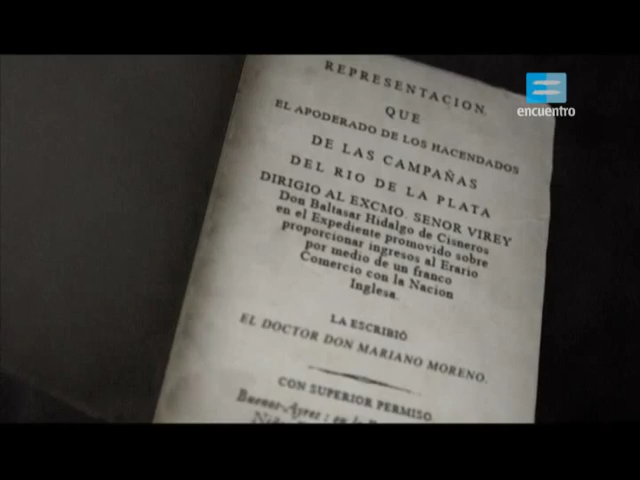 encuentro
REPRESENTACION,
QUE
EL APODERADO DE LOS HACENDADOS
DE LAS CAMPAÑAS
DEL RIO DE LA PLATA
DIRIGIO AL EXCMO. SEÑOR VIREY
Don Baltasar Hidalgo de Cisneros
en el Expediente promovido sobre
proporcionar ingresos al Erario
por medio de un franco
Comercio con la Nacion
Inglesa.
LA ESCRIBIÓ
EL DOCTOR DON MARIANO MORENO.
CON SUPERIOR PERMISO
Buenos-Ayres: en la